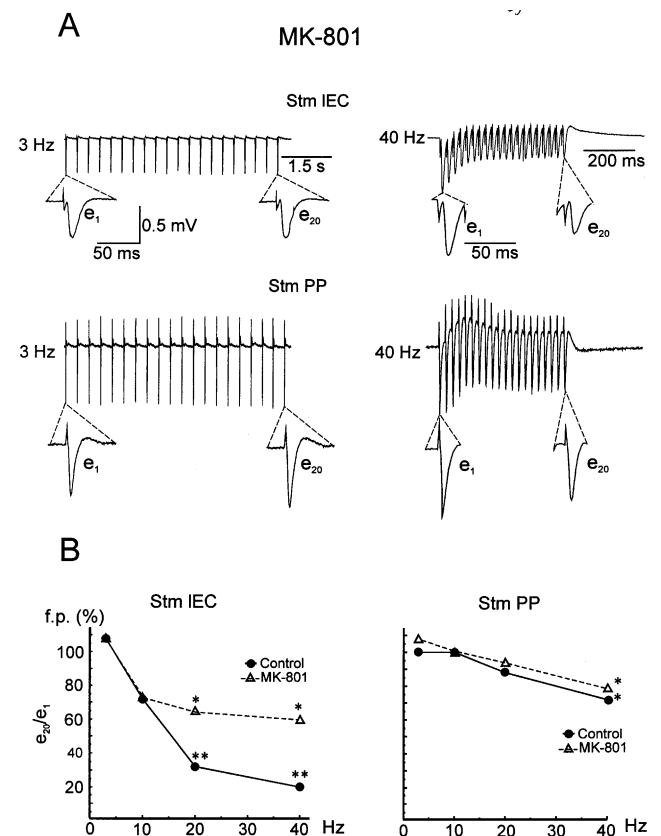 A
MK-801
Stm IEC
3 Hz
1.5 s
e1
0.5 mV
50 ms
e20
40 Hz
200 ms
e1
50 ms
e20
Stm PP
3 Hz
e1
e20
40 Hz
e1
e20
B
Stm IEC
f.p. (%)
e20/e1
100
80
60
40
20
Control
MK-801
*
*
**
**
0 10 20 30 40 Hz
Stm PP
*
*
Control
MK-801
0 10 20 30 40 Hz